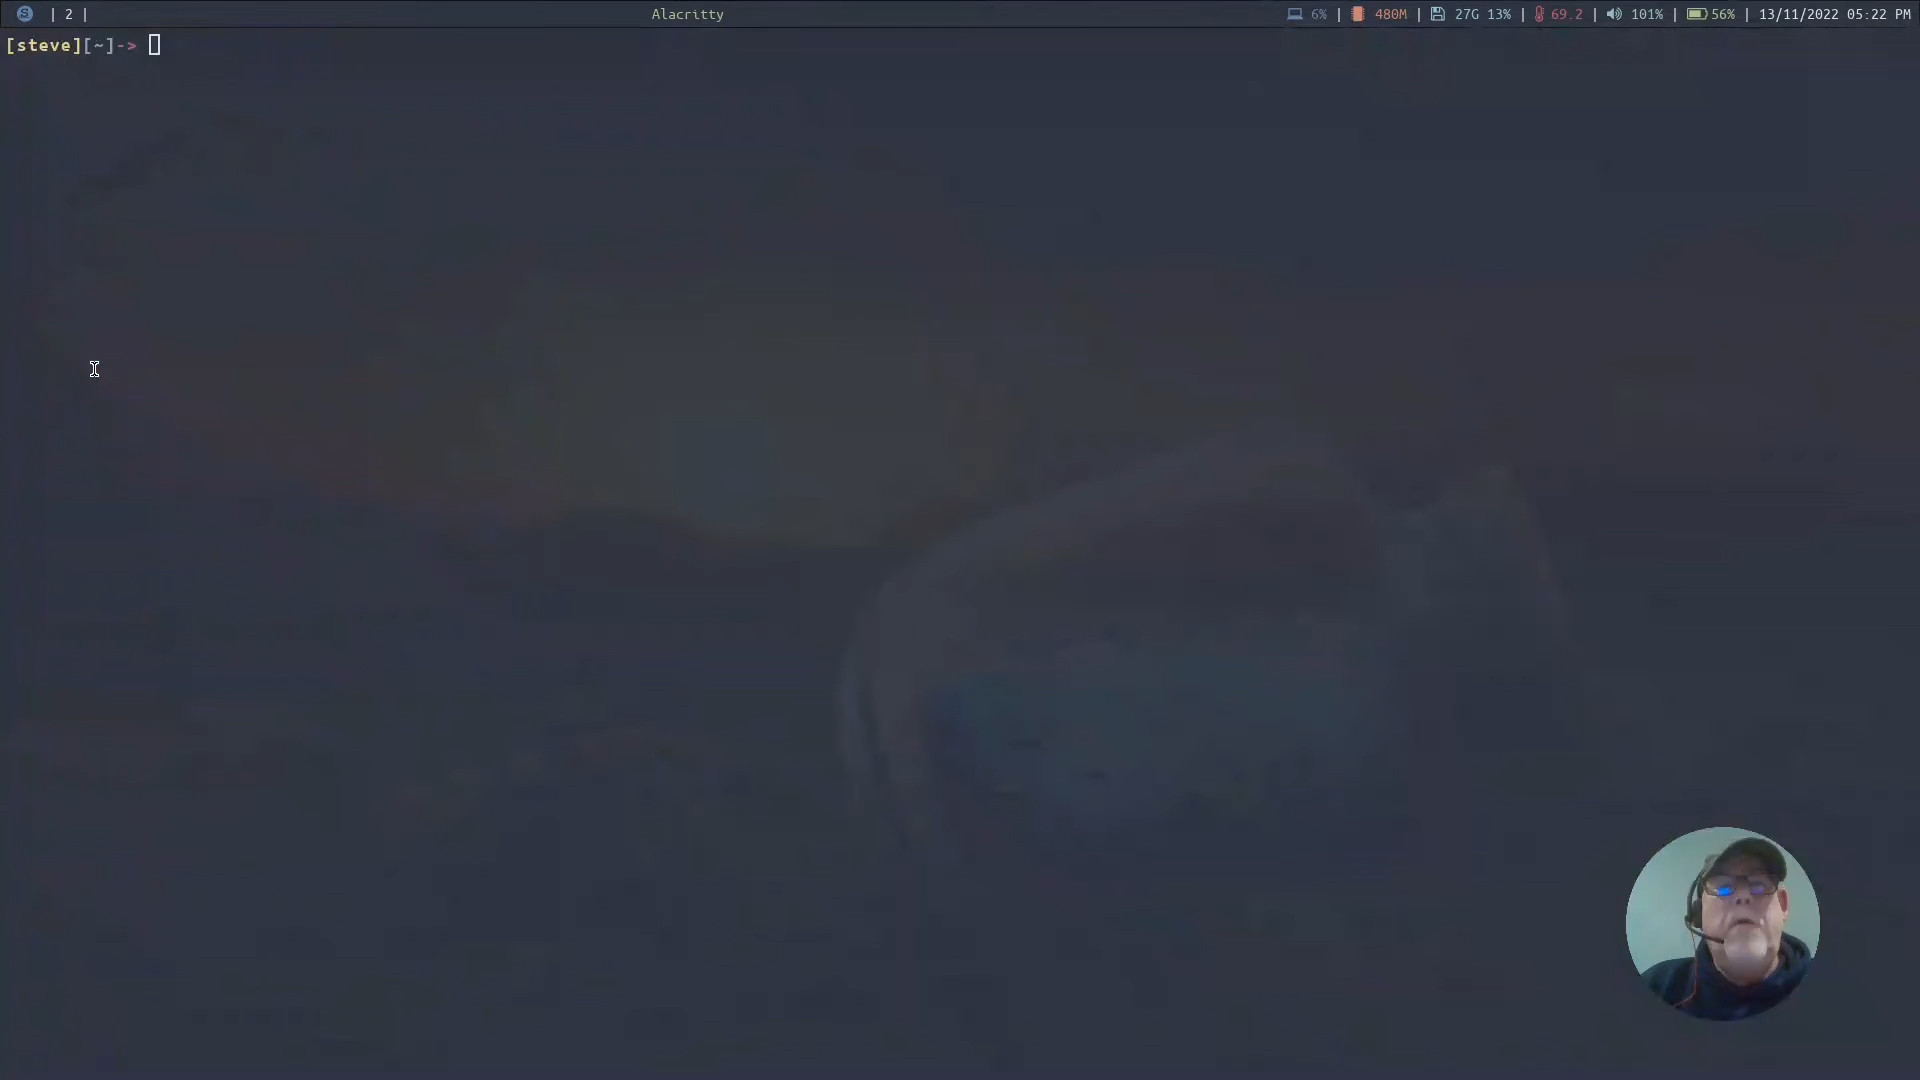 | 2 | Alacritty 6% | 480M | 27G 13% | 69.2 | 101% | 56% | 13/11/2022 05:22 PM
[steve][~]->